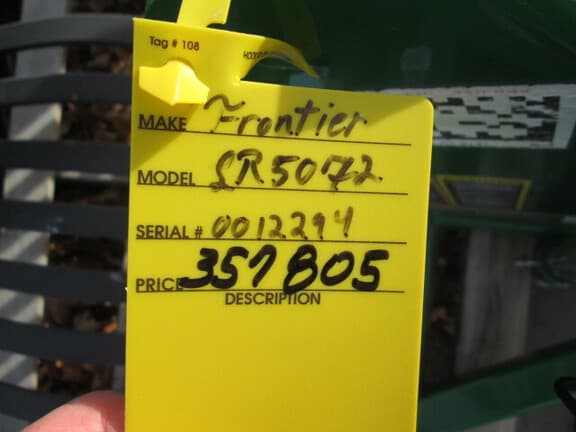 Tag # 108
MAKE Frontier
MODEL SR5072
SERIAL # 0012294
PRICE 357805
DESCRIPTION